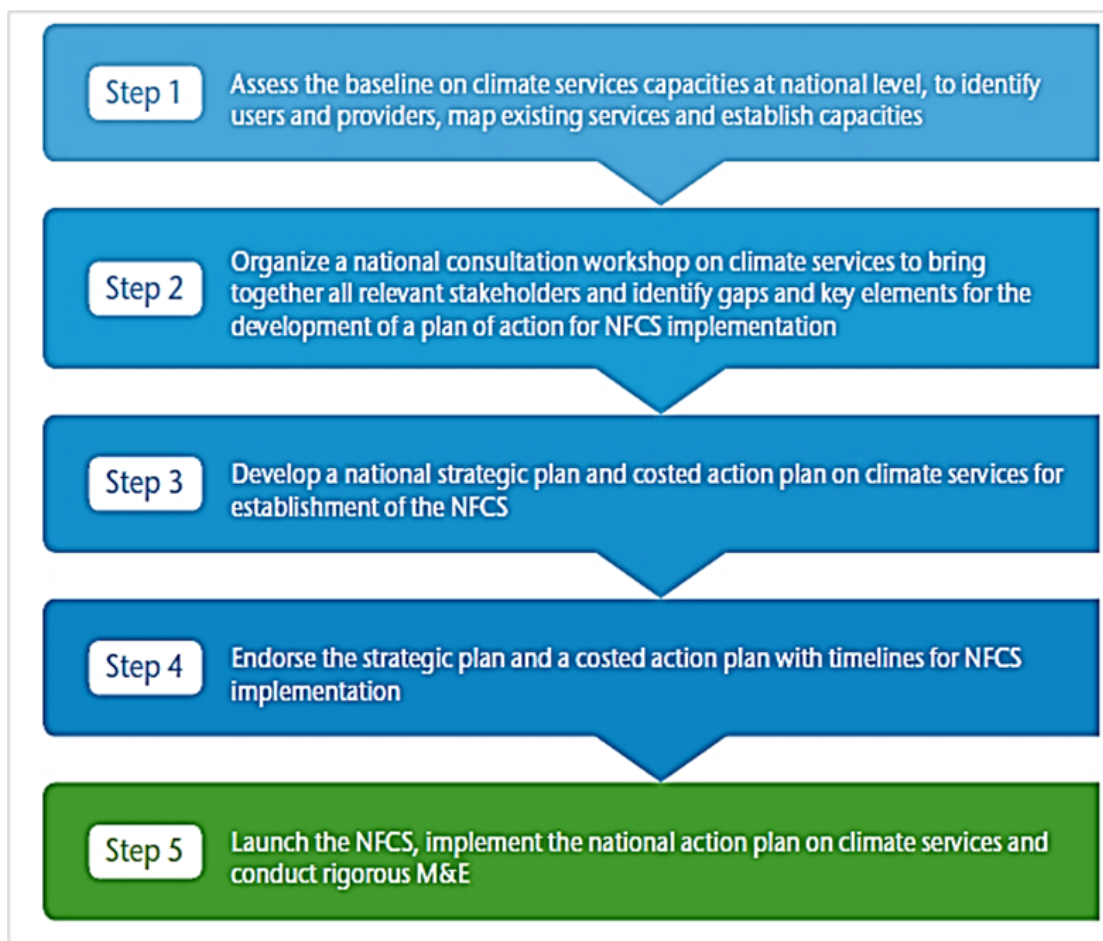 Step 1
Assess the baseline on climate services capacities at national level, to identify
users and providers, map existing services and establish capacities
Step 2
Organize a national consultation workshop on climate services to bring
together all relevant stakeholders and identify gaps and key elements for the
development of a plan of action for NFCS implementation
Step 3
Develop a national strategic plan and costed action plan on climate services for
establishment of the NFCS
Step 4
Endorse the strategic plan and a costed action plan with timelines for NFCS
implementation
Step 5
Launch the NFCS, implement the national action plan on climate services and
conduct rigorous M&E